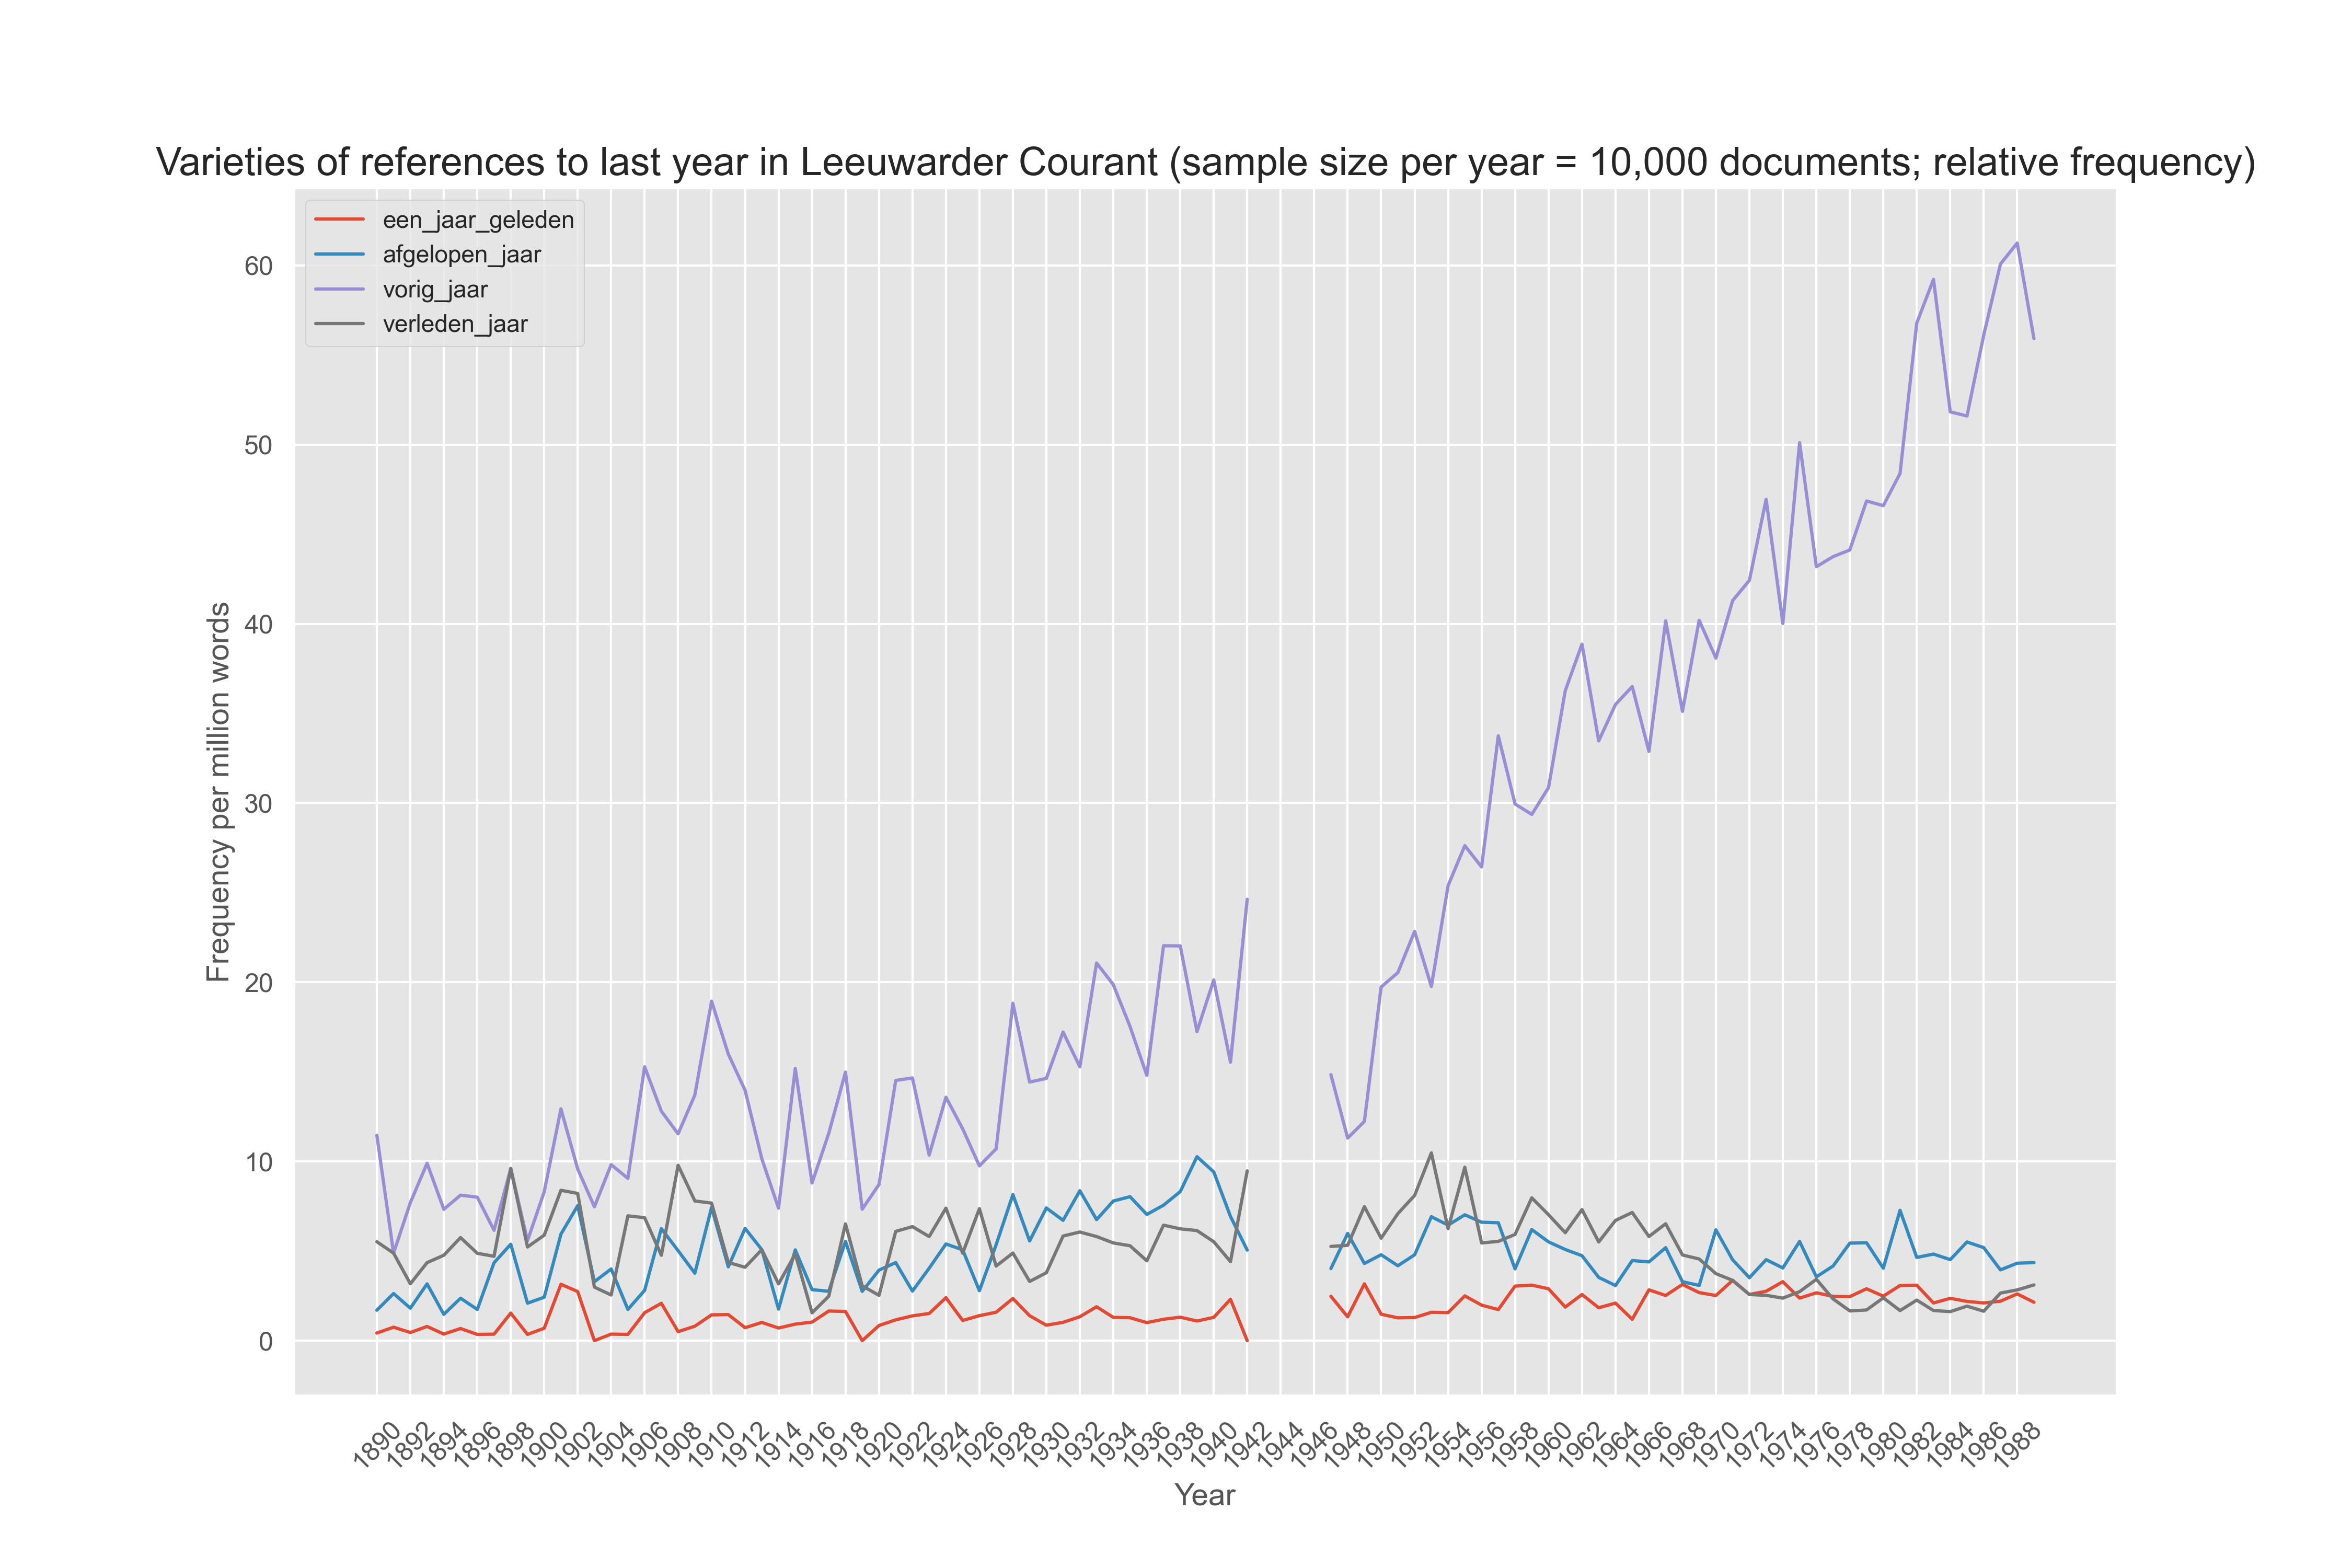 Varieties of references to last year in Leeuwarder Courant (sample size per year = 10,000 documents; relative frequency)
een_jaar_geleden
afgelopen_jaar
vorig_jaar
verleden_jaar
60
50
40
30
20
10
0
Frequency per million words
1890 1892 1894 1896 1898 1900 1902 1904 1906 1908 1910 1912 1914 1916 1918 1920 1922 1924 1926 1928 1930 1932 1934 1936 1938 1940 1942 1944 1946 1948 1950 1952 1954 1956 1958 1960 1962 1964 1966 1968 1970 1972 1974 1976 1978 1980 1982 1984 1986 1988
Year